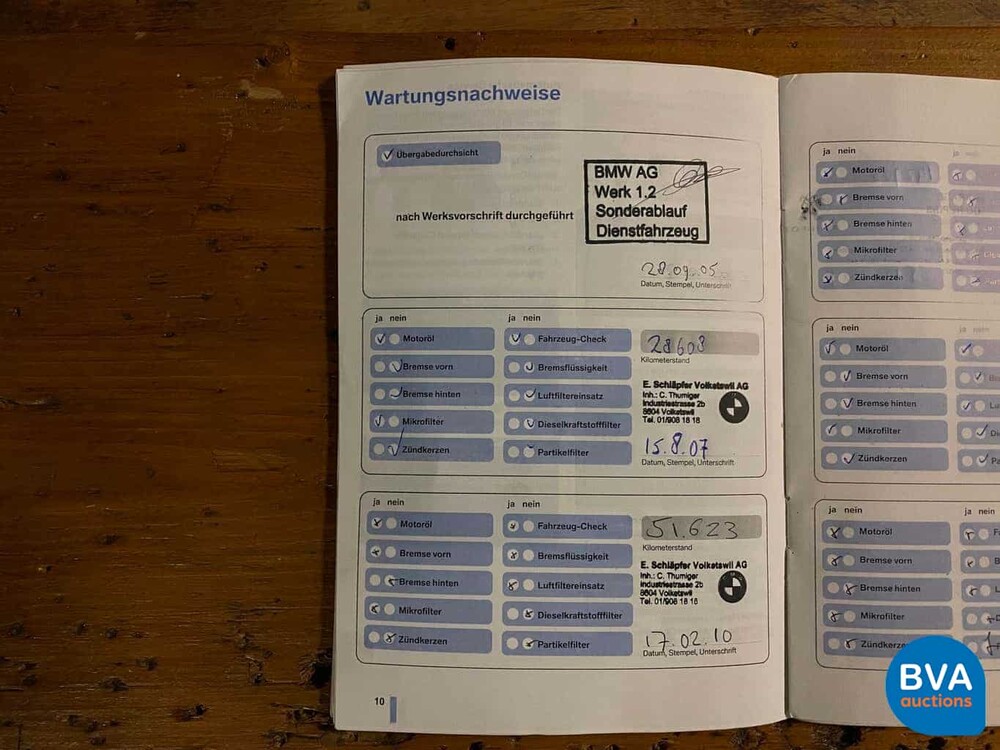 Wartungsnachweise
Übergabedurchsicht
nach Werksvorschrift durchgeführt
BMW AG
Werk 1.2
Sonderablauf
Dienstfahrzeug
28.09.05
Datum, Stempel, Unterschrift
ja nein
Motoröl
Bremse vorn
Bremse hinten
Mikrofilter
Zündkerzen
ja nein
Fahrzeug-Check
Bremsflüssigkeit
Luftfiltereinsatz
Dieselkraftstofffilter
Partikelfilter
28608
Kilometerstand
E. Schläpfer Volketswil AG
Inh.: C. Thurniger
Industriestrasse 2b
8604 Volketswil
Tel. 01/908 18 18
15.8.07
Datum, Stempel, Unterschrift
ja nein
Motoröl
Bremse vorn
Bremse hinten
Mikrofilter
Zündkerzen
ja nein
Fahrzeug-Check
Bremsflüssigkeit
Luftfiltereinsatz
Dieselkraftstofffilter
Partikelfilter
51.623
Kilometerstand
E. Schläpfer Volketswil AG
Inh.: C. Thurniger
Industriestrasse 2b
8604 Volketswil
Tel. 01/908 18 18
17.02.10
Datum, Stempel, Unterschrift
10
ja nein
Motoröl
Bremse vorn
Bremse hinten
Mikrofilter
Zündkerzen
ja nein
Motoröl
Bremse vorn
Bremse hinten
Mikrofilter
Zündkerzen
ja nein
Motoröl
Bremse vorn
Bremse hinten
Mikrofilter
Zündkerzen
ja nein
BVA
auctions